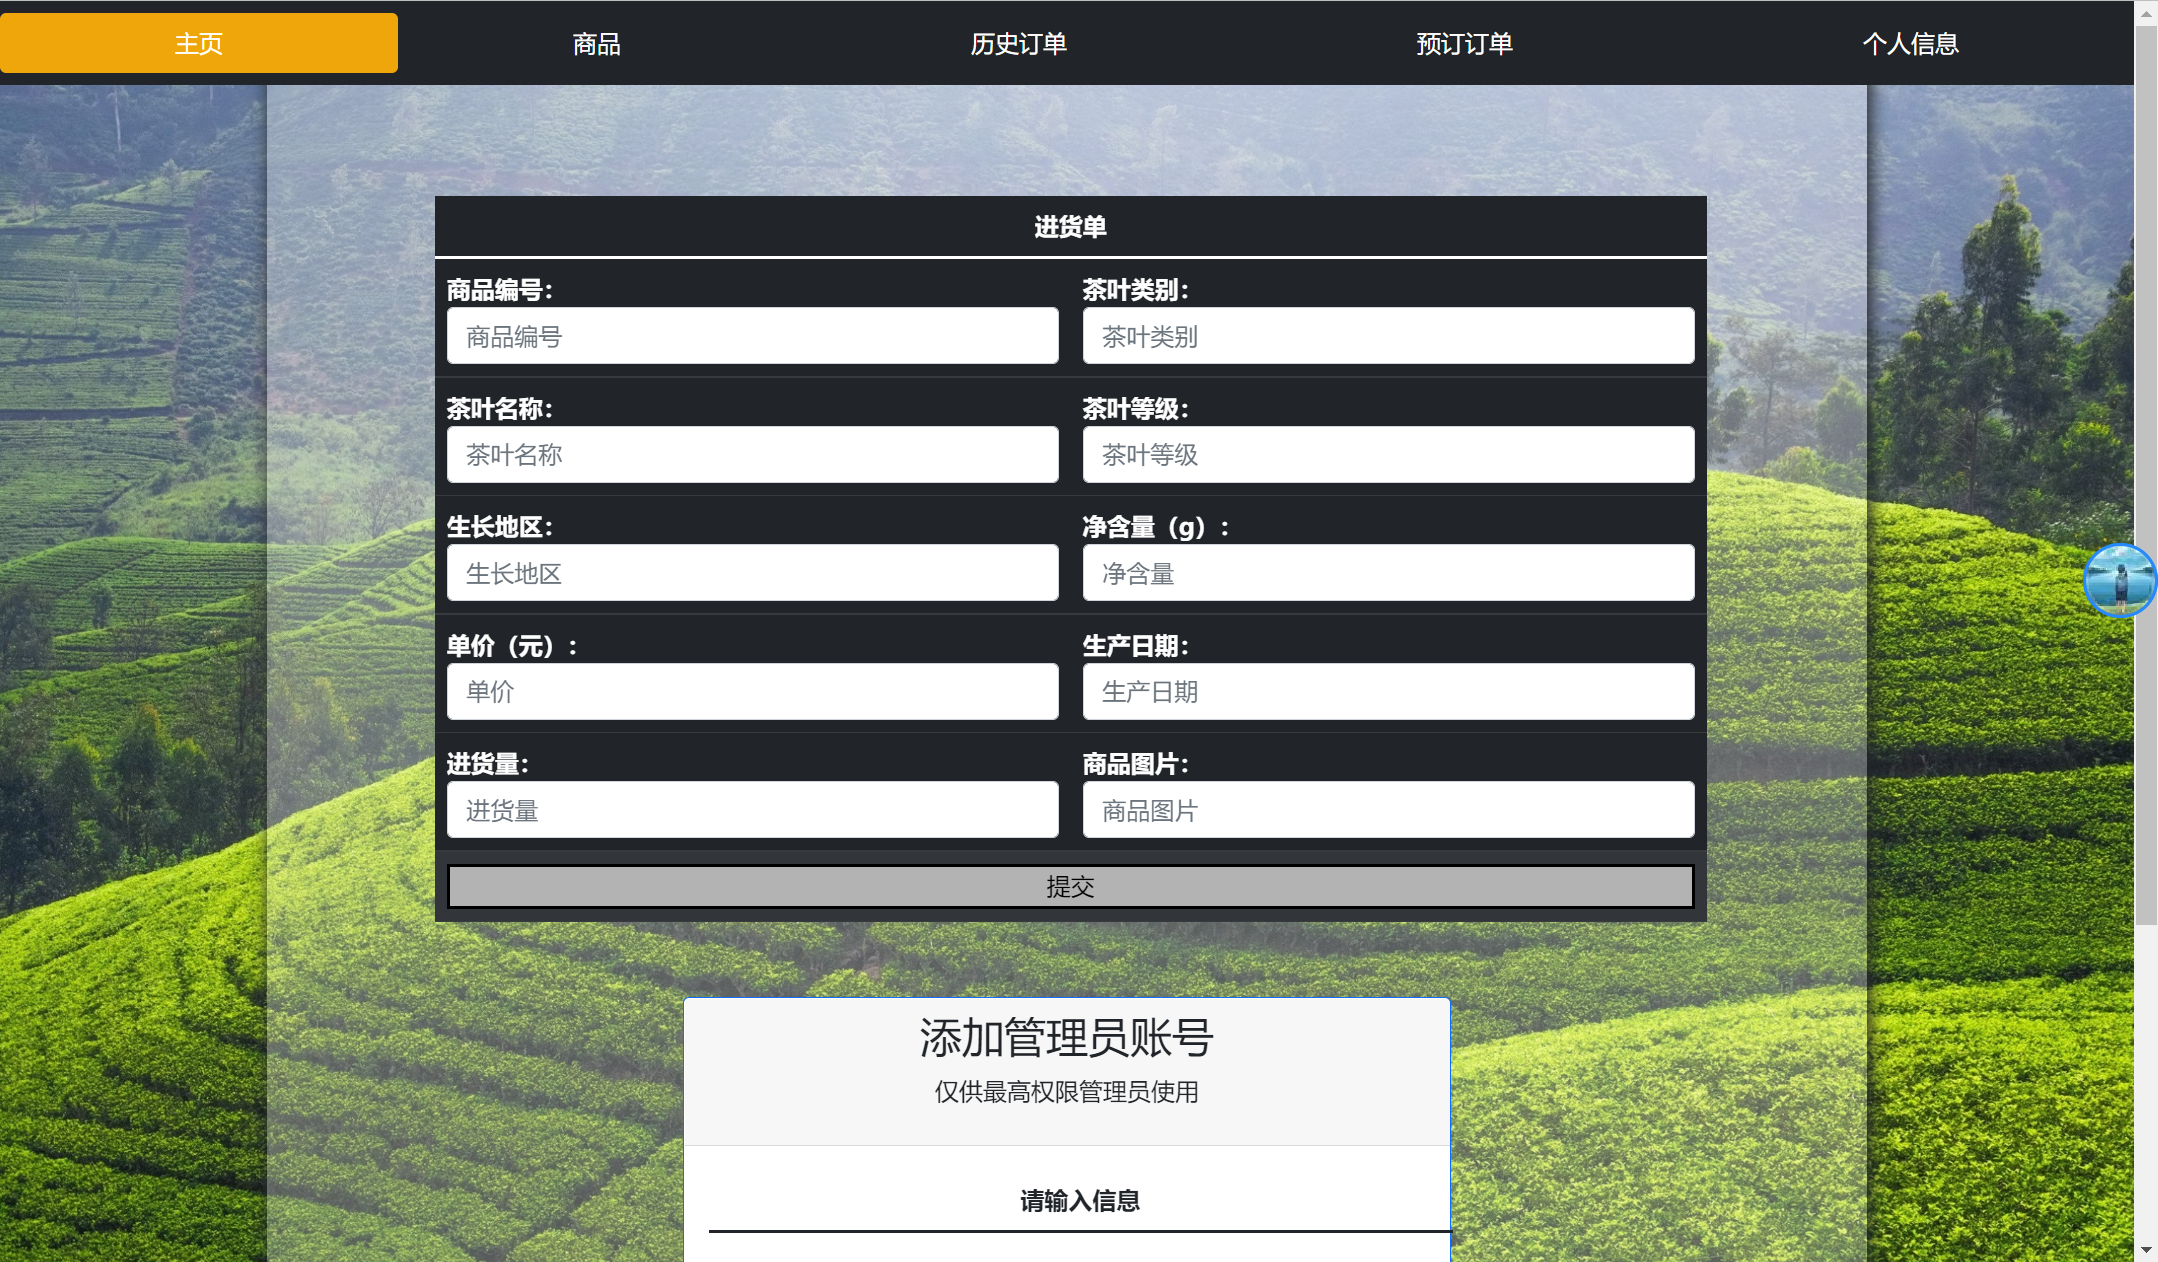 主页 商品 历史订单 预订订单 个人信息
进货单
商品编号： 茶叶类别：
商品编号 茶叶类别
茶叶名称： 茶叶等级：
茶叶名称 茶叶等级
生长地区： 净含量（g）：
生长地区 净含量
单价（元）： 生产日期：
单价 生产日期
进货量： 商品图片：
进货量 商品图片
提交
添加管理员账号
仅供最高权限管理员使用
请输入信息